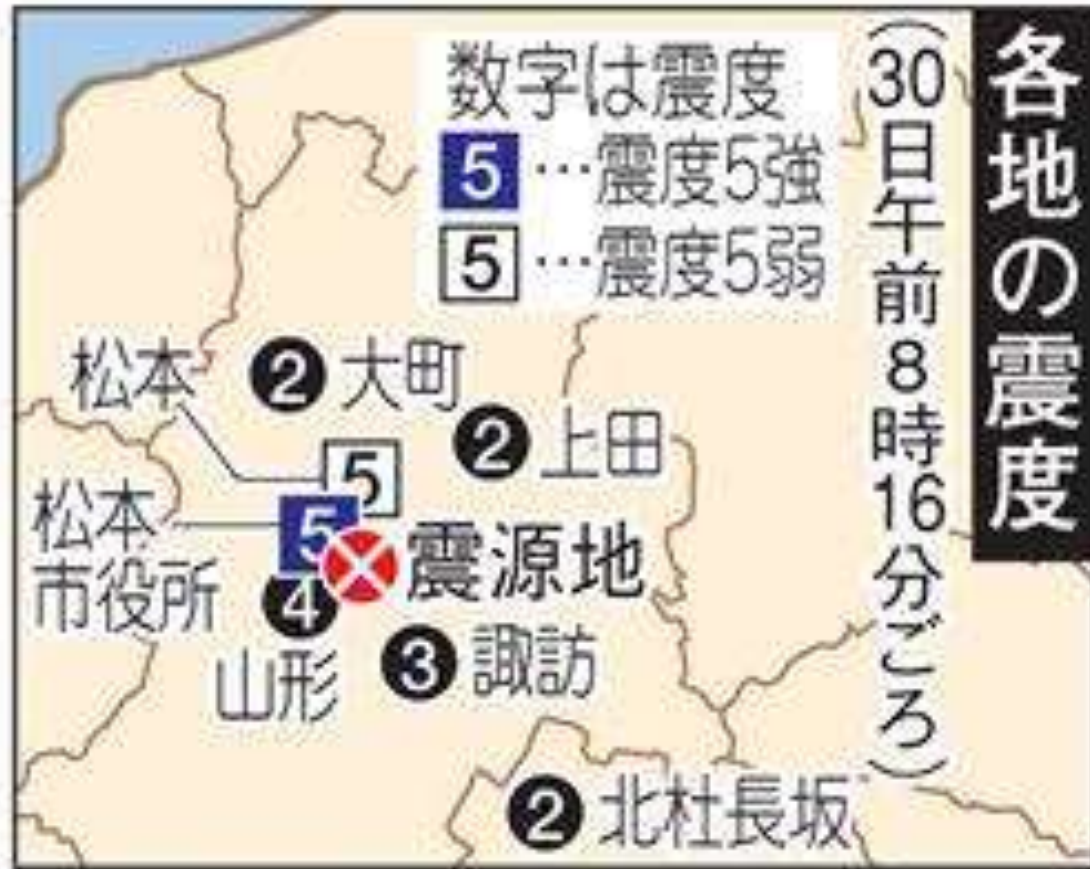 各地の震度
(30日午前8時16分ごろ)
数字は震度
5…震度5強
5…震度5弱
松本
2 大町
2 上田
5
松本
市役所
5
震源地
4
山形
3 諏訪
2 北杜長坂